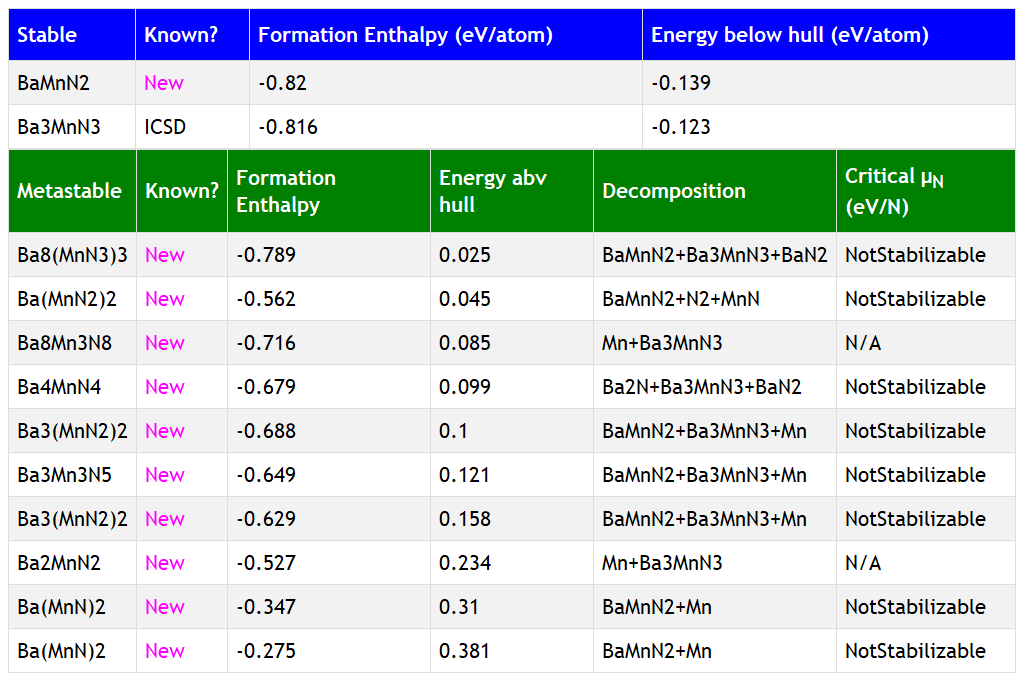 Stable Known? Formation Enthalpy (eV/atom) Energy below hull (eV/atom)
BaMnN2 New -0.82 -0.139
Ba3MnN3 ICSD -0.816 -0.123
Metastable Known? Formation Enthalpy Energy abv hull Decomposition Critical μN (eV/N)
Ba8(MnN3)3 New -0.789 0.025 BaMnN2+Ba3MnN3+BaN2 NotStabilizable
Ba(MnN2)2 New -0.562 0.045 BaMnN2+N2+MnN NotStabilizable
Ba8Mn3N8 New -0.716 0.085 Mn+Ba3MnN3 N/A
Ba4MnN4 New -0.679 0.099 Ba2N+Ba3MnN3+BaN2 NotStabilizable
Ba3(MnN2)2 New -0.688 0.1 BaMnN2+Ba3MnN3+Mn NotStabilizable
Ba3Mn3N5 New -0.649 0.121 BaMnN2+Ba3MnN3+Mn NotStabilizable
Ba3(MnN2)2 New -0.629 0.158 BaMnN2+Ba3MnN3+Mn NotStabilizable
Ba2MnN2 New -0.527 0.234 Mn+Ba3MnN3 N/A
Ba(MnN)2 New -0.347 0.31 BaMnN2+Mn NotStabilizable
Ba(MnN)2 New -0.275 0.381 BaMnN2+Mn NotStabilizable